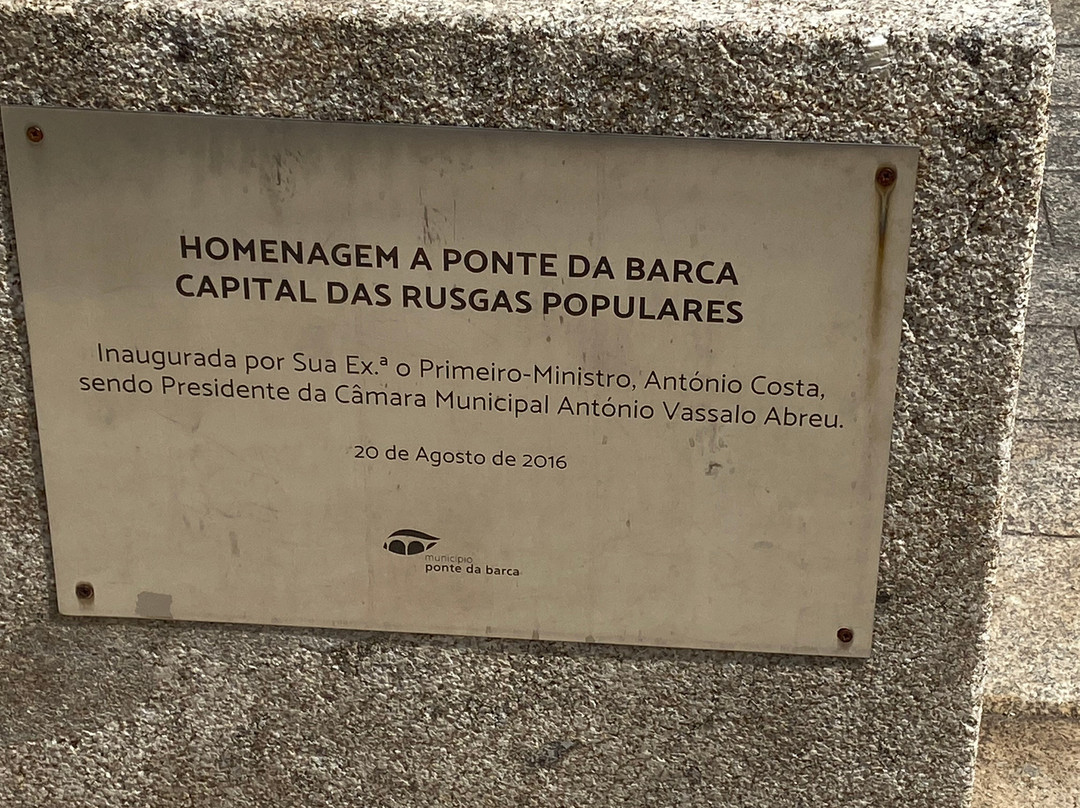 HOMENAGEM A PONTE DA BARCA
CAPITAL DAS RUSGAS POPULARES
Inaugurada por Sua Ex.ª o Primeiro-Ministro, António Costa,
sendo Presidente da Câmara Municipal António Vassalo Abreu.
20 de Agosto de 2016
município
ponte da barca